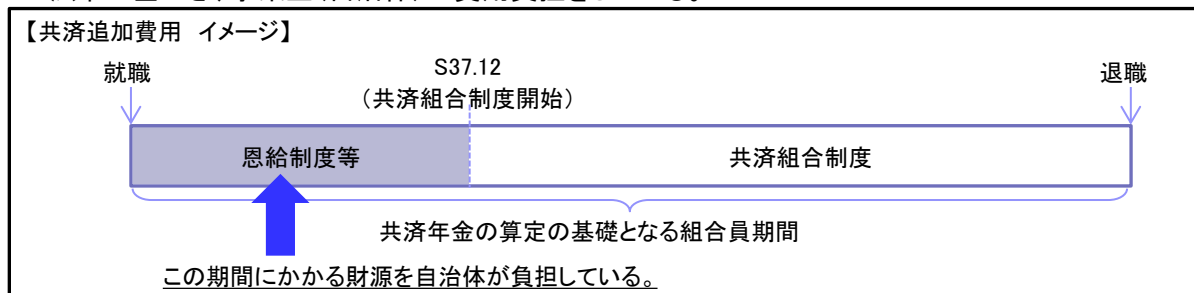 【共済追加費用 イメージ】
就職
S37.12
退職
(共済組合制度開始)
恩給制度等
共済組合制度
共済年金の算定の基礎となる組合員期間
この期間にかかる財源を自治体が負担している。